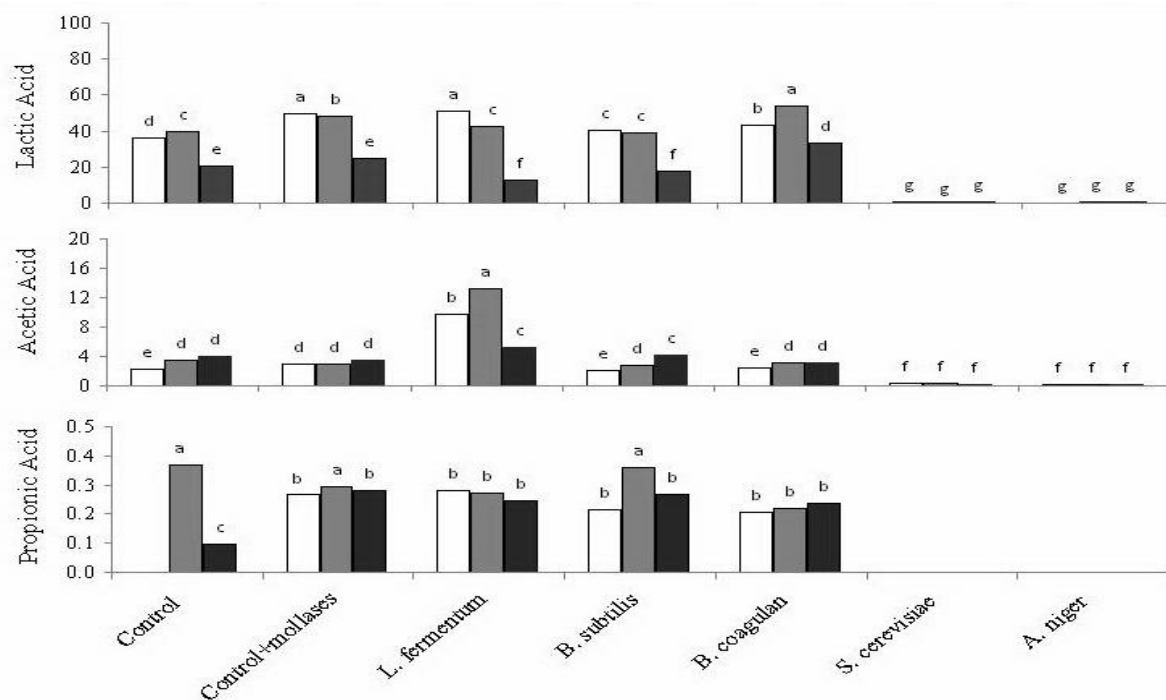 Lactic Acid
100
80
60
40
20
0
d c e
a b e
a c f
c c f
b a d
g g g
g g g
Acetic Acid
20
16
12
8
4
0
e d d
d d d
b a c
e d c
e d d
f f f
f f f
Propionic Acid
0.5
0.4
0.3
0.2
0.1
0.0
a c
b a b
b b b
b a b
b b b
Control
Control+mollases
L. fermentum
B. subtilis
B. coagulan
S. cerevisiae
A. niger